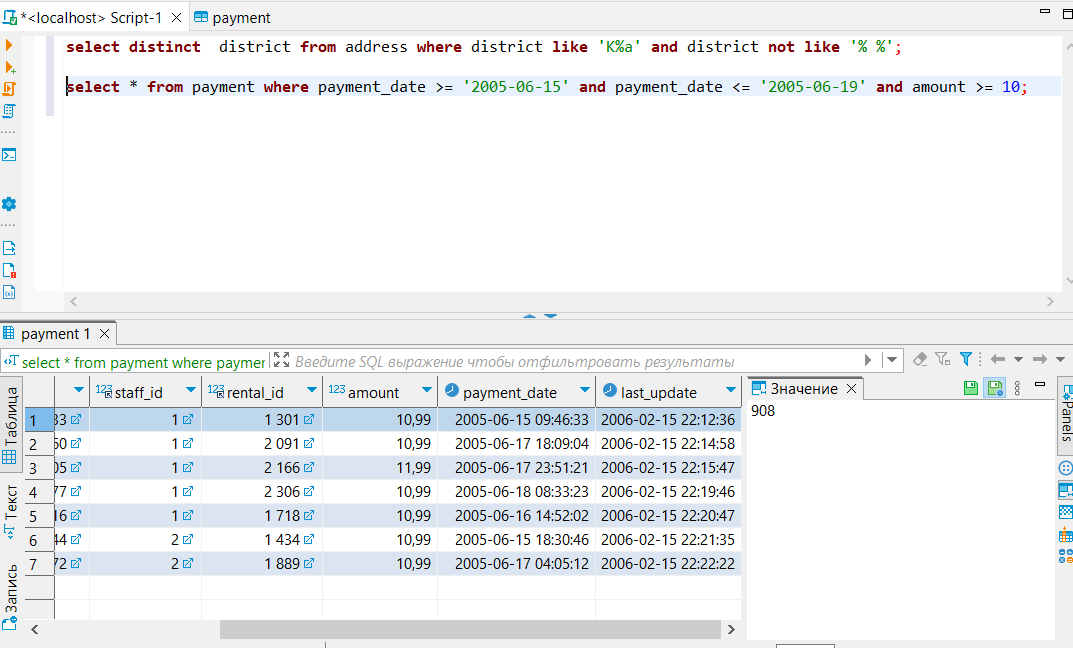 *<localhost> Script-1 payment
select distinct  district from address where district like 'K%a' and district not like '% %';
select * from payment where payment_date >= '2005-06-15' and payment_date <= '2005-06-19' and amount >= 10;
payment 1
select * from payment where paymer Введите SQL выражение чтобы отфильтровать результаты
123 staff_id 123 rental_id 123 amount payment_date last_update
1 33 1 1 301 10,99 2005-06-15 09:46:33 2006-02-15 22:12:36
2 60 1 2 091 10,99 2005-06-17 18:09:04 2006-02-15 22:14:58
3 05 1 2 166 11,99 2005-06-17 23:51:21 2006-02-15 22:15:47
4 77 1 2 306 10,99 2005-06-18 08:33:23 2006-02-15 22:19:46
5 16 1 1 718 10,99 2005-06-16 14:52:02 2006-02-15 22:20:47
6 44 2 1 434 10,99 2005-06-15 18:30:46 2006-02-15 22:21:35
7 72 2 1 889 10,99 2005-06-17 04:05:12 2006-02-15 22:22:22
Таблица
Текст
Запись
Значение
908
Panels